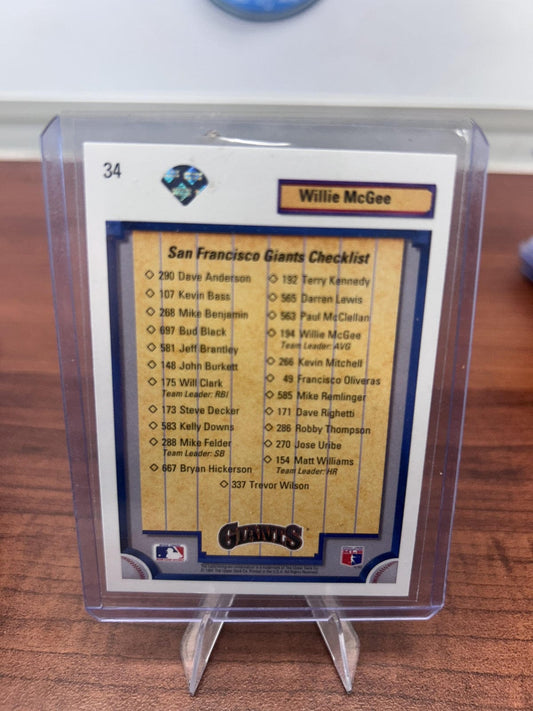 34
Willie McGee
San Francisco Giants Checklist
290 Dave Anderson
107 Kevin Bass
268 Mike Benjamin
697 Bud Black
581 Jeff Brantley
148 John Burkett
175 Will Clark
Team Leader: RBI
173 Steve Decker
583 Kelly Downs
288 Mike Felder
Team Leader: SB
667 Bryan Hickerson
192 Terry Kennedy
565 Darren Lewis
563 Paul McClellan
194 Willie McGee
Team Leader: AVG
266 Kevin Mitchell
49 Francisco Oliveras
585 Mike Remlinger
171 Dave Righetti
286 Robby Thompson
270 Jose Uribe
154 Matt Williams
Team Leader: HR
337 Trevor Wilson
GIANTS